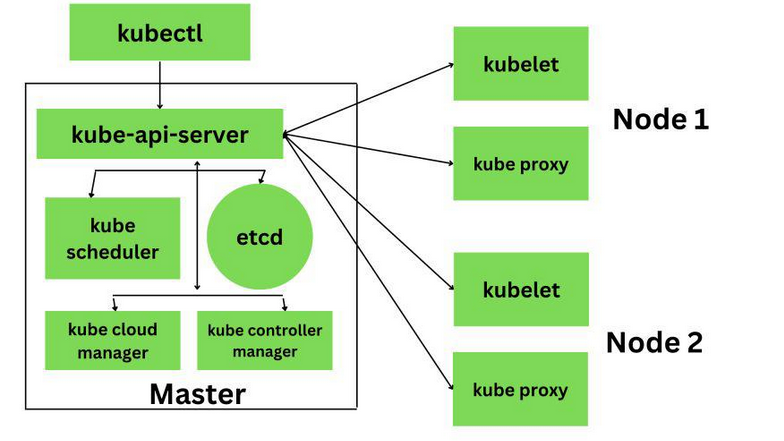 kubectl
kube-api-server
kube
scheduler
etcd
kube cloud
manager
kube controller
manager
Master
kubelet
kube proxy
Node 1
kubelet
kube proxy
Node 2